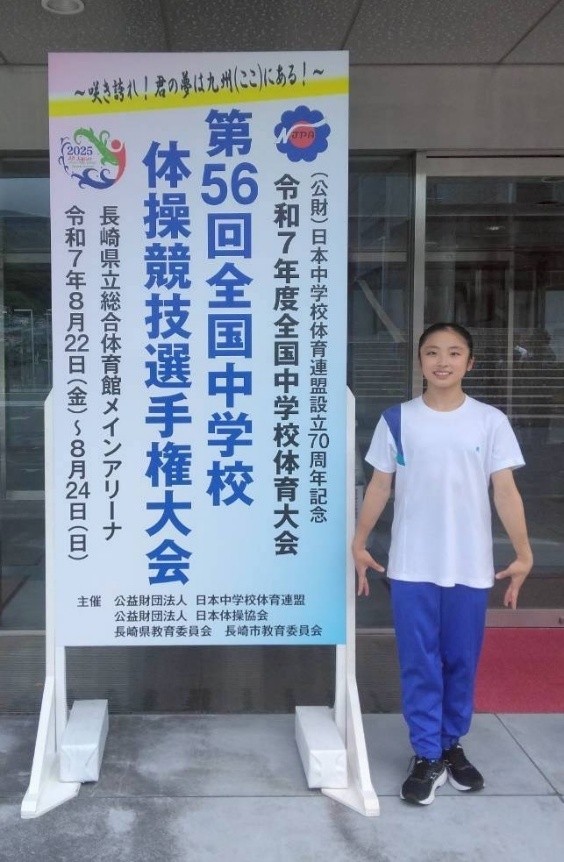 ～咲き誇れ！君の夢は九州(ここ)にある！～
2025
NJPA
(公財)日本中学校体育連盟設立70周年記念
令和7年度全国中学校体育大会
第56回全国中学校
体操競技選手権大会
長崎県立総合体育館メインアリーナ
令和7年8月22日(金)～8月24日(日)
主催　公益財団法人 日本中学校体育連盟
公益財団法人 日本体操協会
長崎県教育委員会　長崎市教育委員会